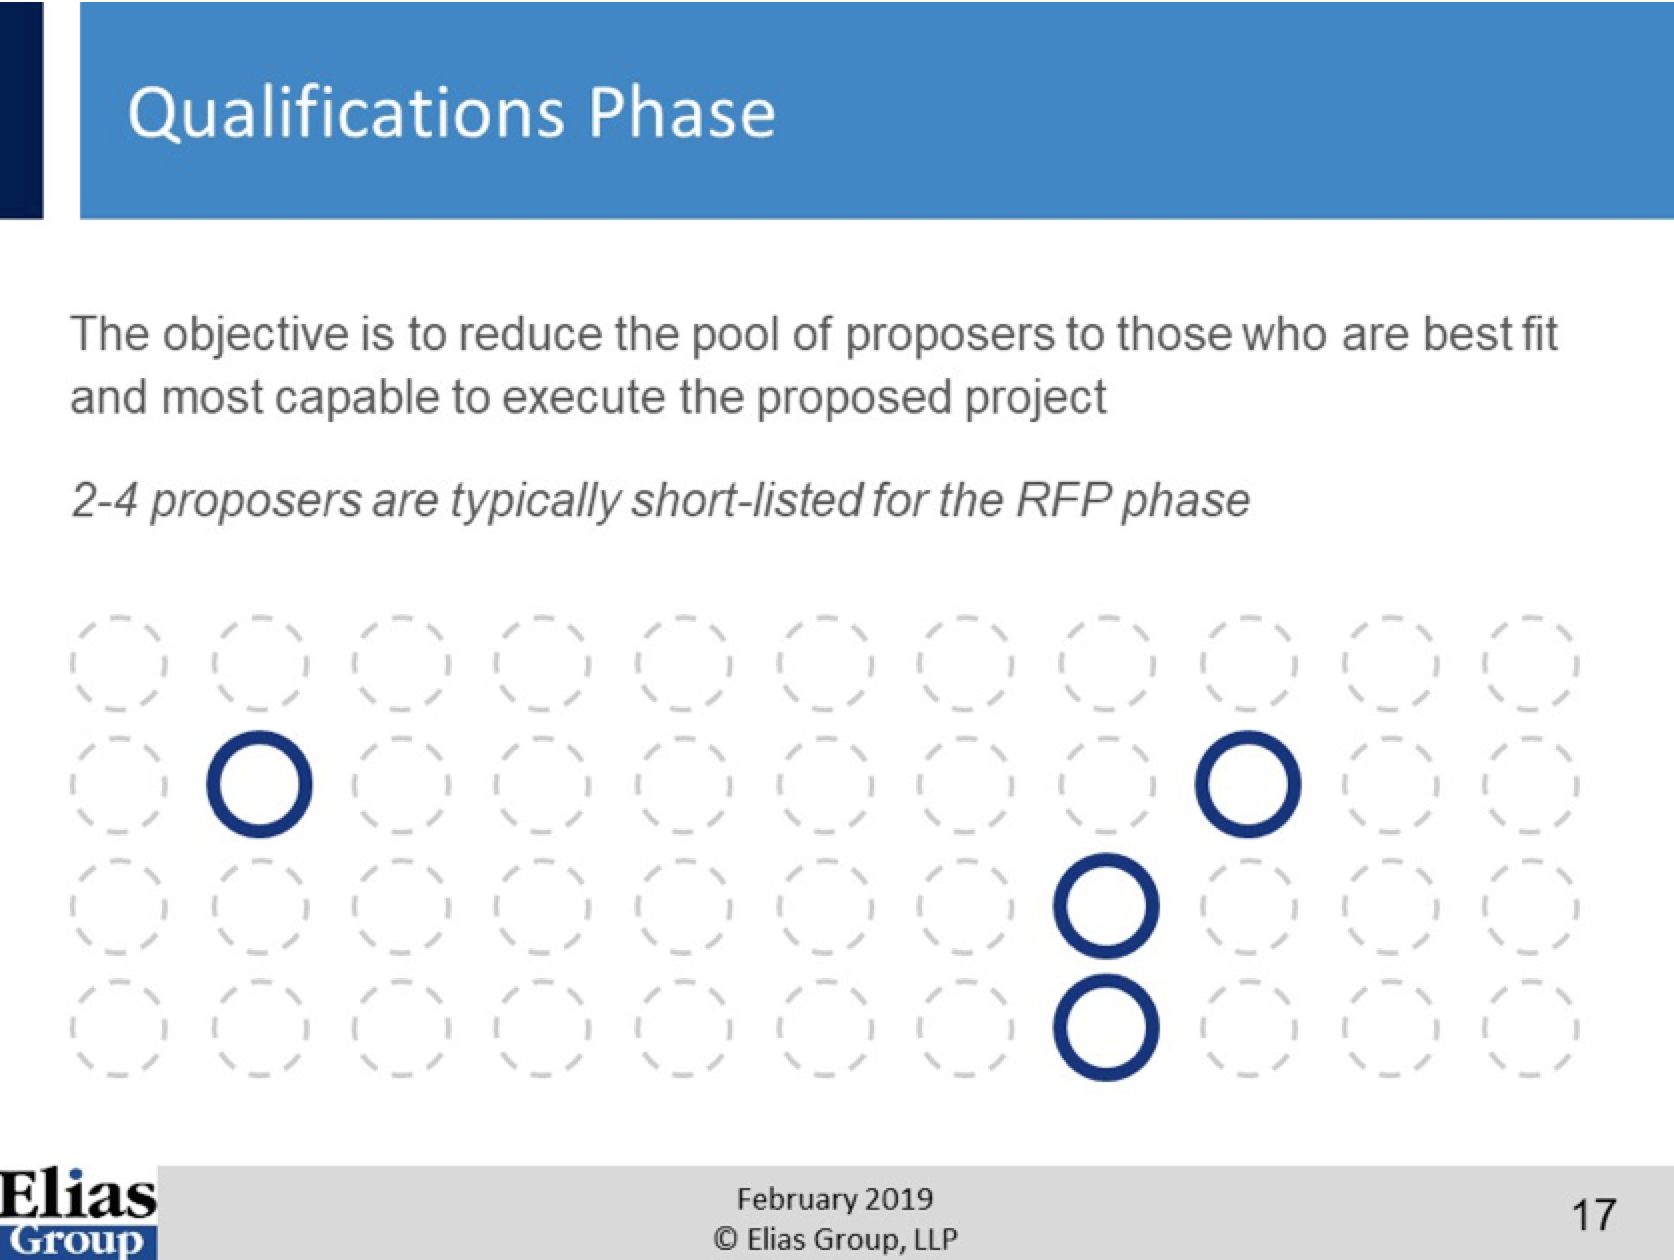 Qualifications Phase
The objective is to reduce the pool of proposers to those who are best fit
and most capable to execute the proposed project
2-4 proposers are typically short-listed for the RFP phase
Elias
Group
February 2019
© Elias Group, LLP
17